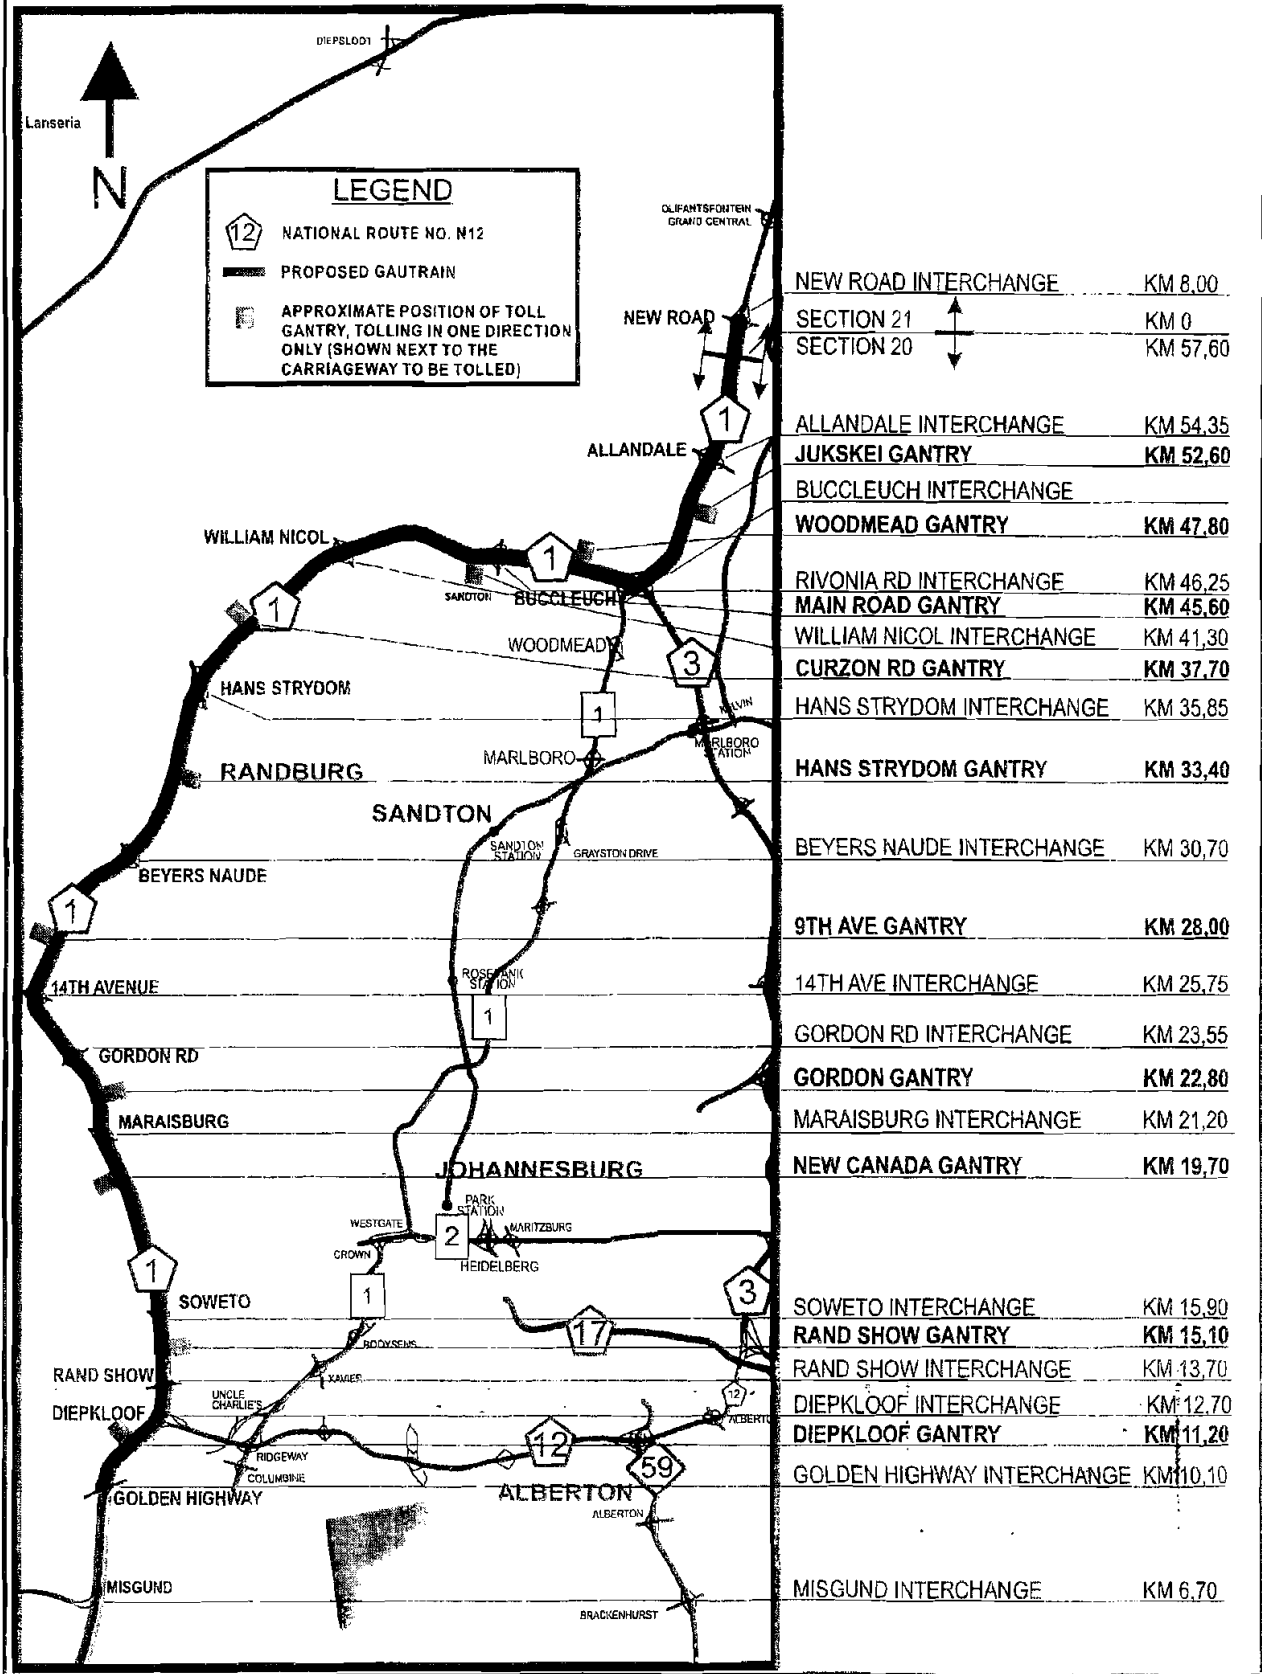 DIEPSLOOT
Lanseria
N
LEGEND
12 NATIONAL ROUTE NO. N12
PROPOSED GAUTRAIN
APPROXIMATE POSITION OF TOLL
GANTRY, TOLLING IN ONE DIRECTION
ONLY (SHOWN NEXT TO THE
CARRIAGEWAY TO BE TOLLED)
OLIFANTSFONTEIN
GRAND CENTRAL
NEW ROAD
1
ALLANDALE
WILLIAM NICOL
1
SANDTON
BUCCLEUCH
1
WOODMEAD
3
HANS STRYDOM
1
KELVIN
MARLBORO
STATION
MARLBORO
RANDBURG
SANDTON
SANDTON
STATION
GRAYSTON DRIVE
BEYERS NAUDE
1
ROSEBANK
STATION
14TH AVENUE
1
GORDON RD
MARAISBURG
JOHANNESBURG
PARK
STATION
WESTGATE
2
MARITZBURG
CROWN
HEIDELBERG
1
1
3
SOWETO
17
BOOYSENS
RAND SHOW
XAVIER
UNCLE
CHARLIE'S
12
DIEPKLOOF
ALBERTON
12
RIDGEWAY
59
COLUMBINE
GOLDEN HIGHWAY
ALBERTON
ALBERTON
MISGUND
BRACKENHURST
NEW ROAD INTERCHANGE KM 8,00
SECTION 21 KM 0
SECTION 20 KM 57,60
ALLANDALE INTERCHANGE KM 54,35
JUKSKEI GANTRY KM 52,60
BUCCLEUCH INTERCHANGE
WOODMEAD GANTRY KM 47,80
RIVONIA RD INTERCHANGE KM 46,25
MAIN ROAD GANTRY KM 45,60
WILLIAM NICOL INTERCHANGE KM 41,30
CURZON RD GANTRY KM 37,70
HANS STRYDOM INTERCHANGE KM 35,85
HANS STRYDOM GANTRY KM 33,40
BEYERS NAUDE INTERCHANGE KM 30,70
9TH AVE GANTRY KM 28,00
14TH AVE INTERCHANGE KM 25,75
GORDON RD INTERCHANGE KM 23,55
GORDON GANTRY KM 22,80
MARAISBURG INTERCHANGE KM 21,20
NEW CANADA GANTRY KM 19,70
SOWETO INTERCHANGE KM 15,90
RAND SHOW GANTRY KM 15,10
RAND SHOW INTERCHANGE KM 13,70
DIEPKLOOF INTERCHANGE KM 12,70
DIEPKLOOF GANTRY KM 11,20
GOLDEN HIGHWAY INTERCHANGE KM 10,10
MISGUND INTERCHANGE KM 6,70